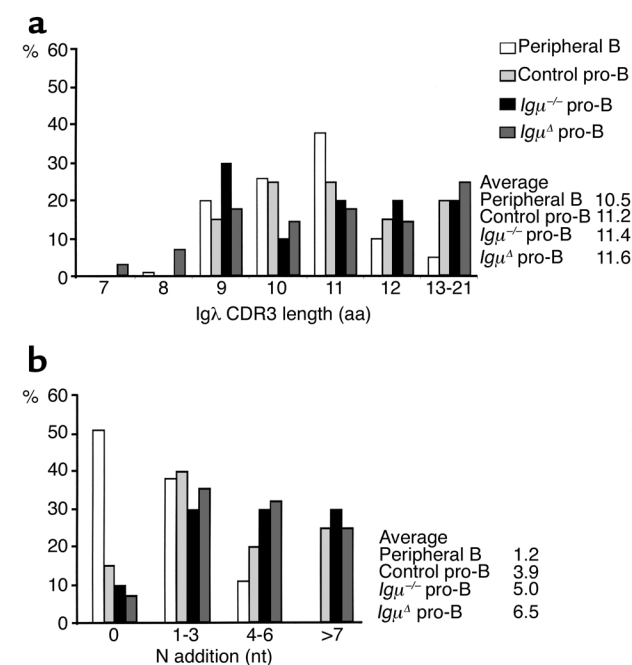 a
% 60
50
40
30
20
10
0
7 8 9 10 11 12 13-21
Igλ CDR3 length (aa)
Peripheral B
Control pro-B
Igμ⁻/⁻ pro-B
IgμΔ pro-B
Average
Peripheral B 10.5
Control pro-B 11.2
Igμ⁻/⁻ pro-B 11.4
IgμΔ pro-B 11.6
b
% 60
50
40
30
20
10
0
0 1-3 4-6 >7
N addition (nt)
Average
Peripheral B 1.2
Control pro-B 3.9
Igμ⁻/⁻ pro-B 5.0
IgμΔ pro-B 6.5